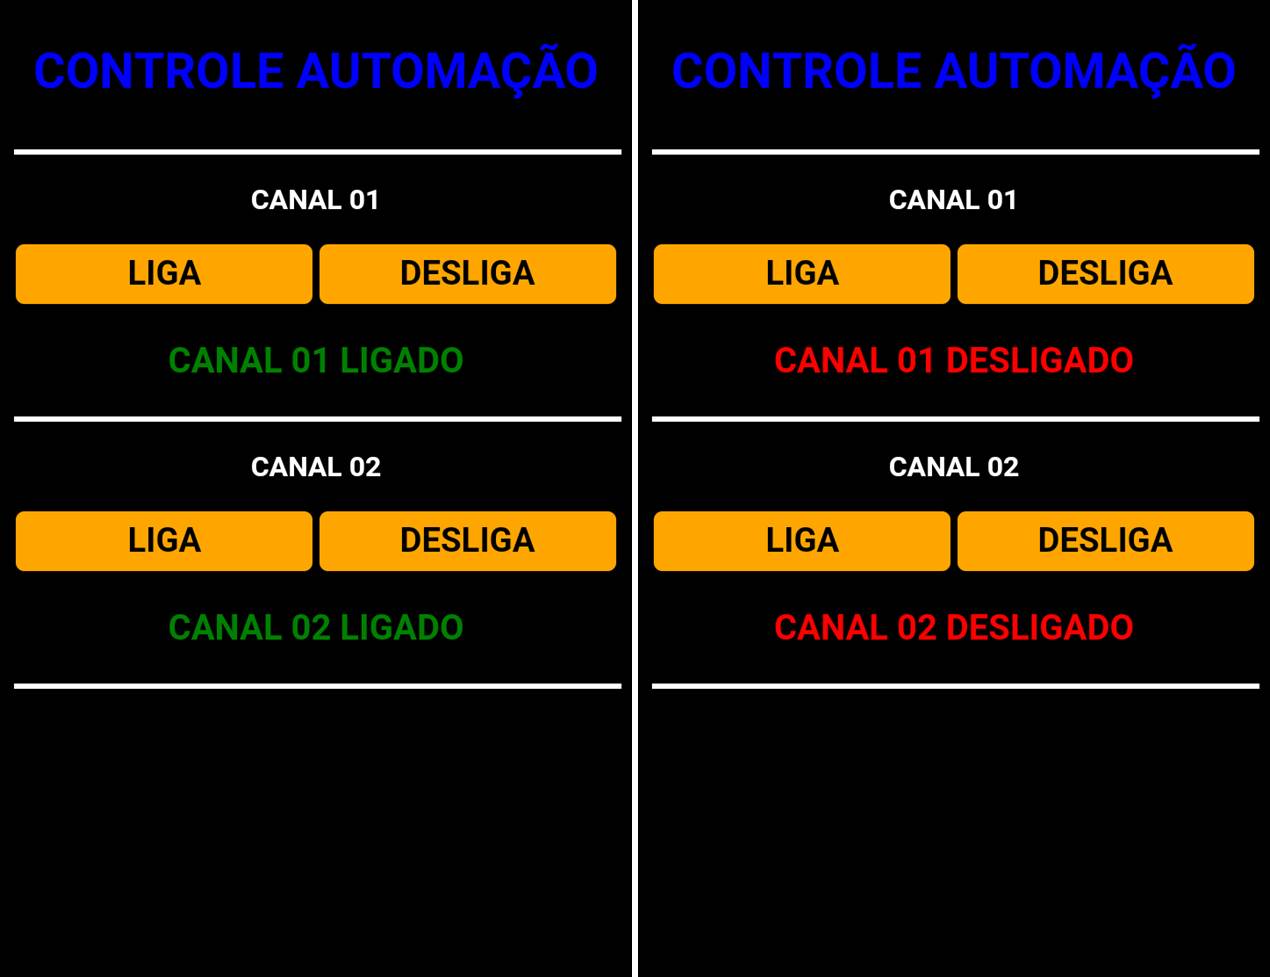 CONTROLE AUTOMAÇÃO
CANAL 01
LIGA
DESLIGA
CANAL 01 LIGADO
CANAL 02
LIGA
DESLIGA
CANAL 02 LIGADO
CONTROLE AUTOMAÇÃO
CANAL 01
LIGA
DESLIGA
CANAL 01 DESLIGADO
CANAL 02
LIGA
DESLIGA
CANAL 02 DESLIGADO